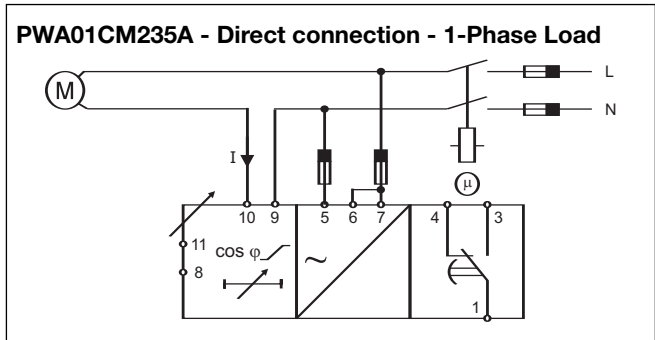 PWA01CM235A - Direct connection - 1-Phase Load
M
L
N
I
μ
10 9 5 6 7 4 3
11
cos φ
~
8
1